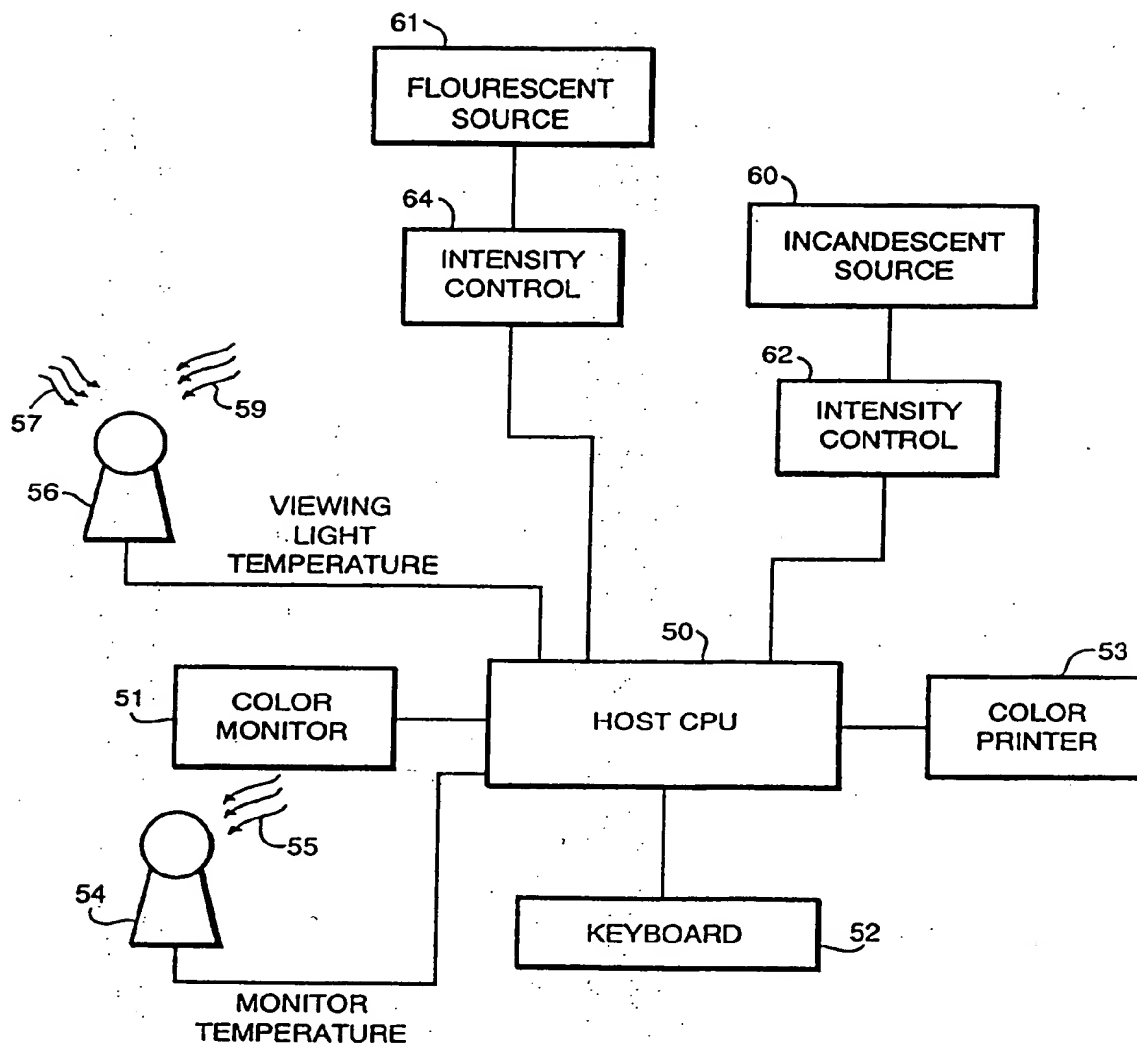 61
FLOURESCENT
SOURCE
64
INTENSITY
CONTROL
60
INCANDESCENT
SOURCE
62
INTENSITY
CONTROL
57
59
56
VIEWING
LIGHT
TEMPERATURE
50
HOST CPU
51
COLOR
MONITOR
53
COLOR
PRINTER
55
54
MONITOR
TEMPERATURE
KEYBOARD
52